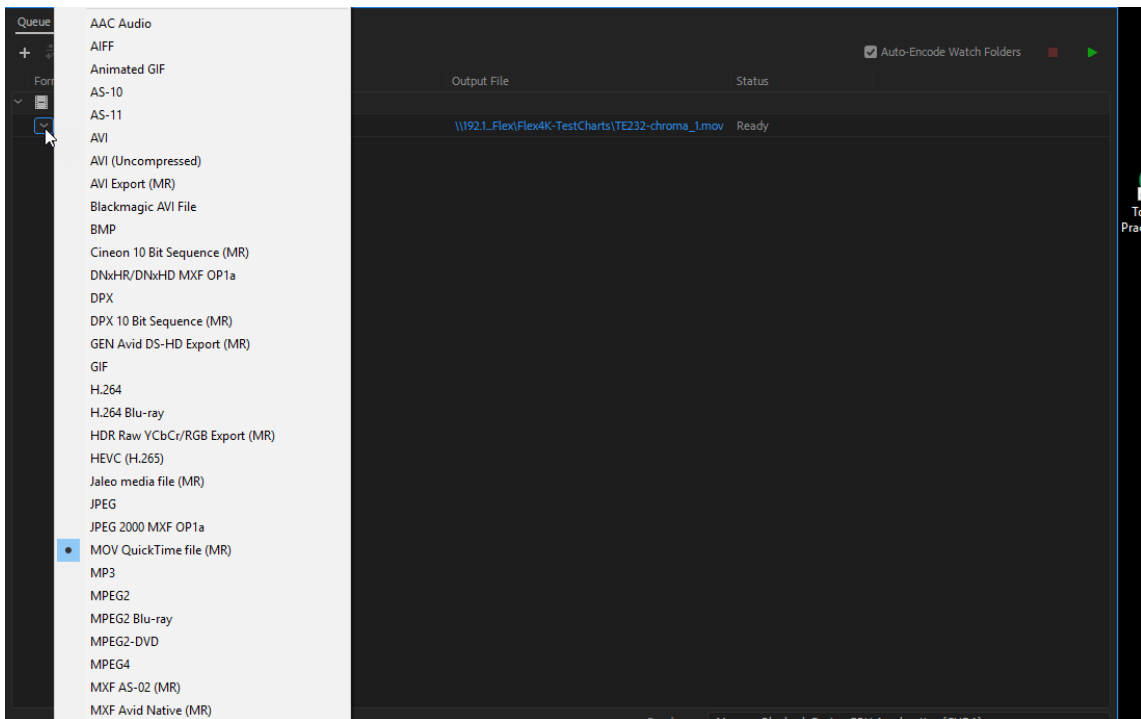 Queue
AAC Audio
AIFF
Animated GIF
AS-10
AS-11
AVI
AVI (Uncompressed)
AVI Export (MR)
Blackmagic AVI File
BMP
Cineon 10 Bit Sequence (MR)
DNxHR/DNxHD MXF OP1a
DPX
DPX 10 Bit Sequence (MR)
GEN Avid DS-HD Export (MR)
GIF
H.264
H.264 Blu-ray
HDR Raw YCbCr/RGB Export (MR)
HEVC (H.265)
Jaleo media file (MR)
JPEG
JPEG 2000 MXF OP1a
MOV QuickTime file (MR)
MP3
MPEG2
MPEG2 Blu-ray
MPEG2-DVD
MPEG4
MXF AS-02 (MR)
MXF Avid Native (MR)
Auto-Encode Watch Folders
Output File Status
\\192.1...Flex\Flex4K-TestCharts\TE232-chroma_1.mov Ready